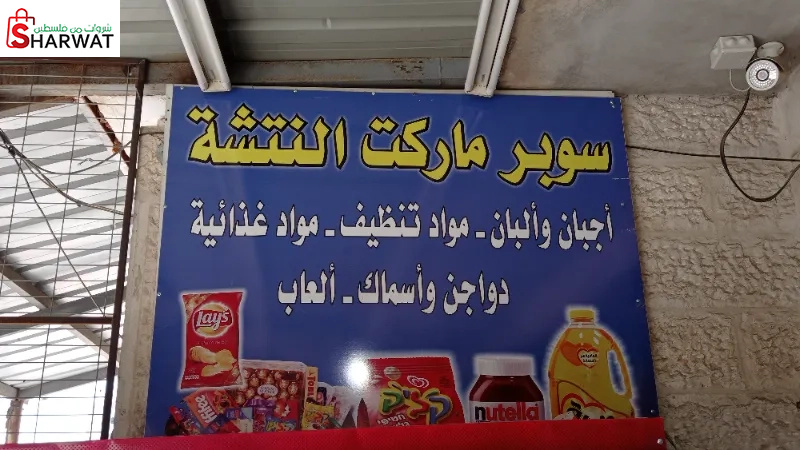 شروات من فلسطين
SHARWAT
سوبر ماركت النتشة
أجبان وألبان - مواد تنظيف - مواد غذائية
دواجن وأسماك - ألعاب
Lay's
nutella